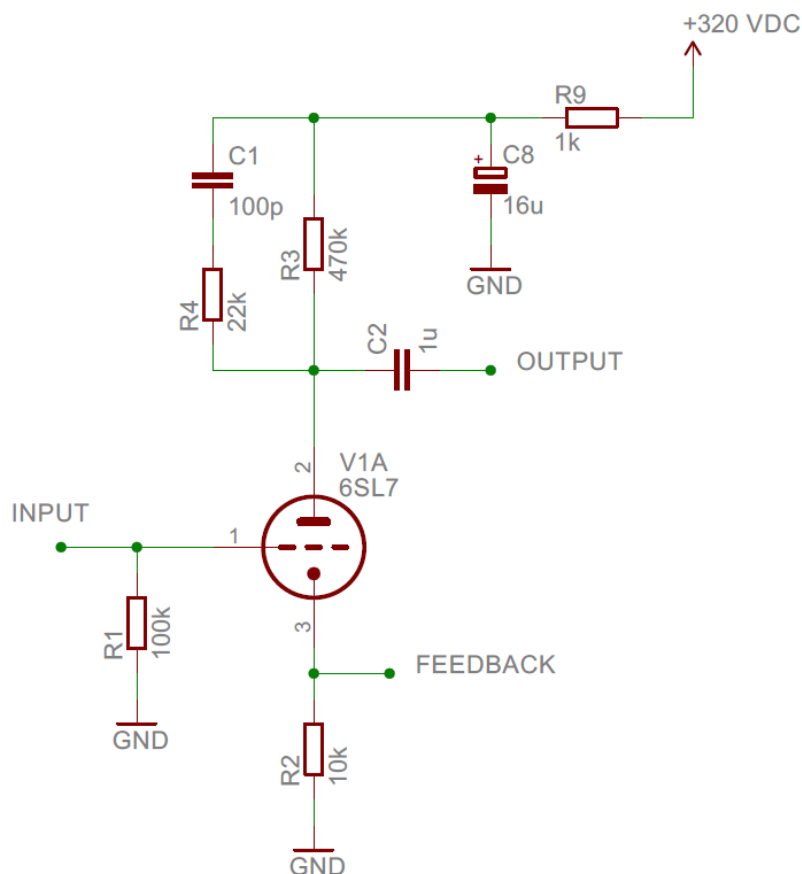 +320 VDC
R9
1k
C1
100p
+
C8
16u
R3
470k
GND
R4
22k
C2
1u
OUTPUT
2
V1A
6SL7
INPUT
1
R1
100k
3
FEEDBACK
GND
R2
10k
GND